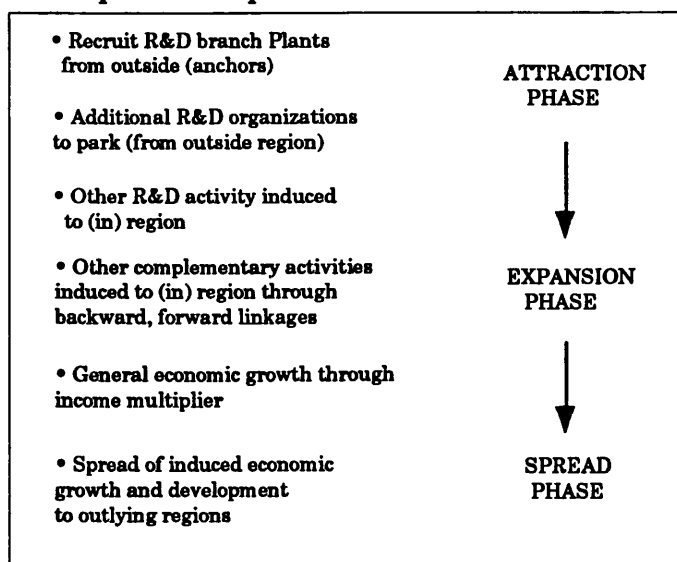 • Recruit R&D branch Plants
from outside (anchors)
ATTRACTION
PHASE
• Additional R&D organizations
to park (from outside region)
• Other R&D activity induced
to (in) region
• Other complementary activities
induced to (in) region through
backward, forward linkages
EXPANSION
PHASE
• General economic growth through
income multiplier
• Spread of induced economic
growth and development
to outlying regions
SPREAD
PHASE